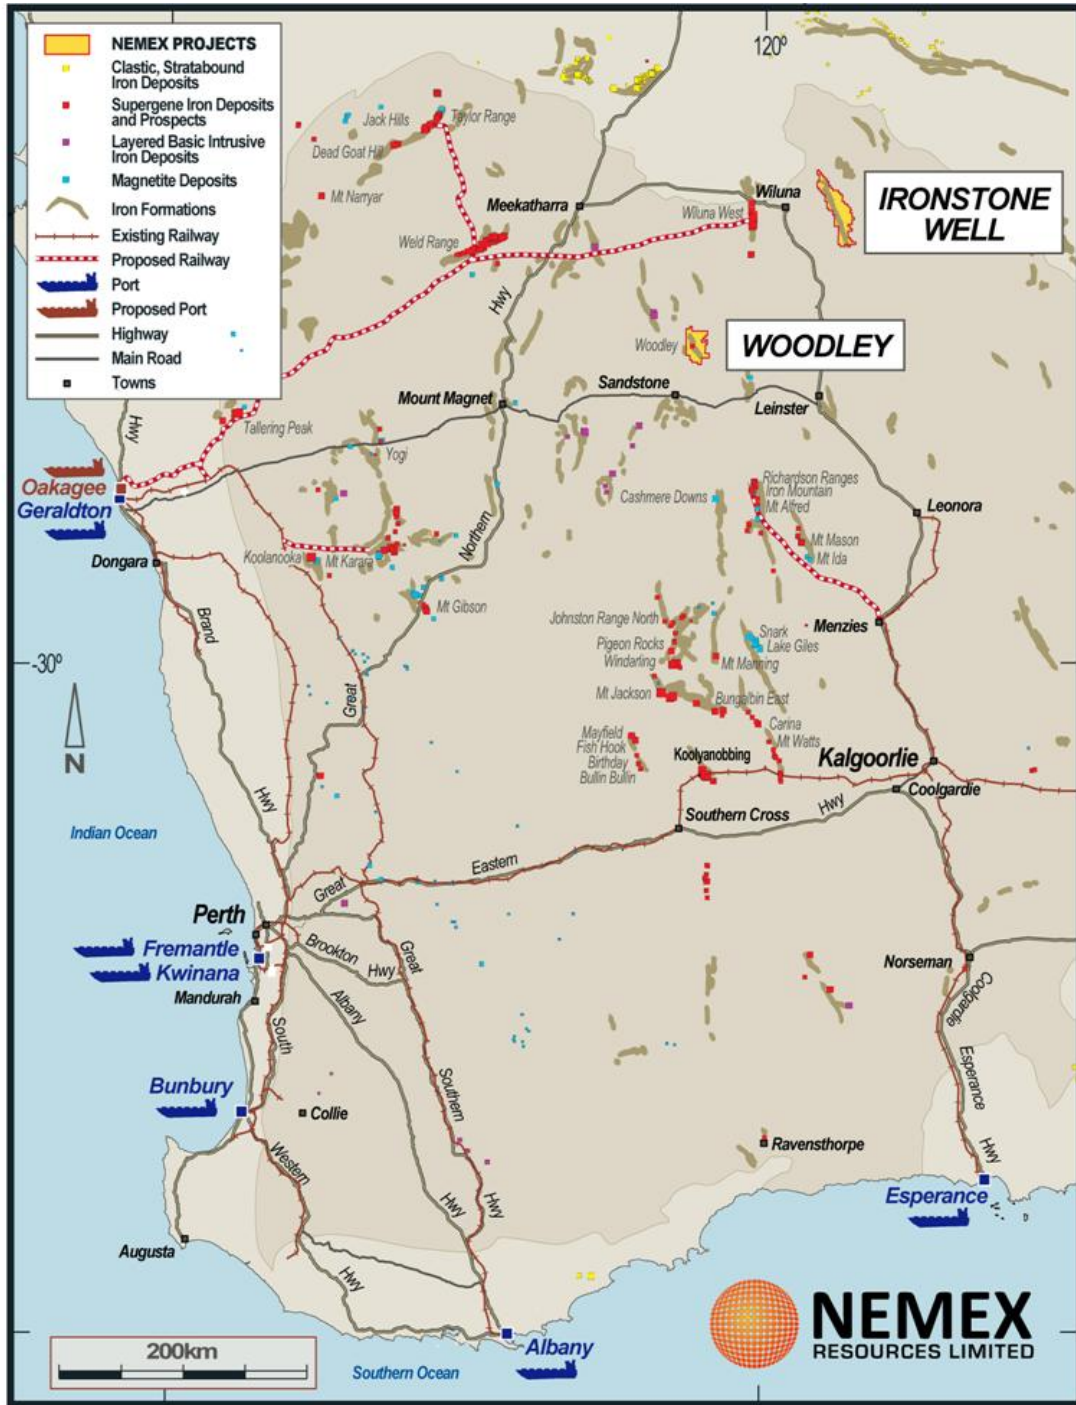 NEMEX PROJECTS
Clastic, Stratabound
Iron Deposits
Supergene Iron Deposits
and Prospects
Layered Basic Intrusive
Iron Deposits
Magnetite Deposits
Iron Formations
Existing Railway
Proposed Railway
Port
Proposed Port
Highway
Main Road
Towns
120º
Jack Hills
Taylor Range
Dead Goat Hill
Mt Narryar
Meekatharra
Wiluna
Wiluna West
IRONSTONE
WELL
Weld Range
Hwy
Woodley
WOODLEY
Sandstone
Mount Magnet
Leinster
Hwy
Tallering Peak
Yogi
Oakagee
Geraldton
Cashmere Downs
Richardson Ranges
Iron Mountain
Mt Alfred
Leonora
Northern
Mt Mason
Mt Ida
Dongara
Koolanooka
Mt Karara
Mt Gibson
Brand
Johnston Range North
Menzies
Pigeon Rocks
Windarling
Snark
Lake Giles
Mt Manning
-30º
Great
Mt Jackson
Bungalbin East
Carina
Mt Watts
Mayfield
Fish Hook
Birthday
Bullin Bullin
Koolyanobbing
Kalgoorlie
N
Hwy
Coolgardie
Hwy
Southern Cross
Indian Ocean
Eastern
Great
Perth
Fremantle
Kwinana
Brookton
Hwy
Great
Norseman
Mandurah
Albany
Coolgardie
South
Esperance
Bunbury
Collie
Southern
Hwy
Ravensthorpe
Western
Esperance
Hwy
Hwy
Augusta
Hwy
NEMEX
RESOURCES LIMITED
200km
Albany
Southern Ocean